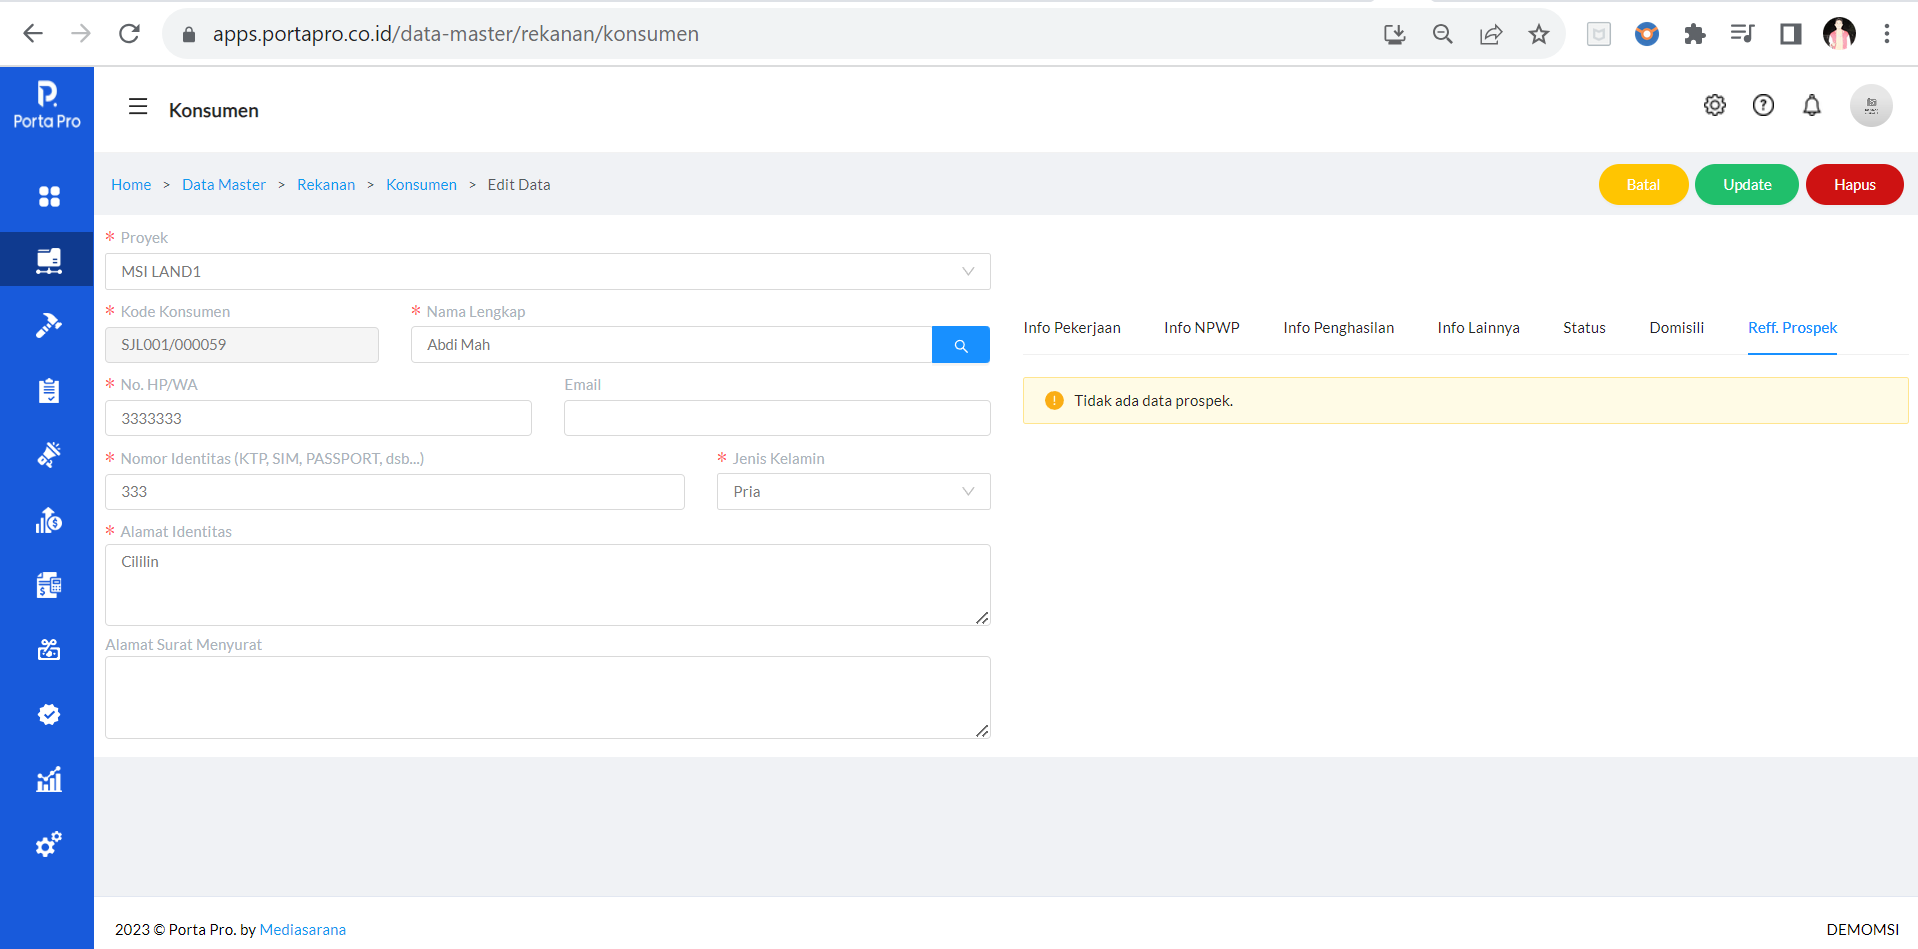 apps.portapro.co.id/data-master/rekanan/konsumen
Porta Pro
Konsumen
Home > Data Master > Rekanan > Konsumen > Edit Data
Batal
Update
Hapus
* Proyek
MSI LAND1
* Kode Konsumen
* Nama Lengkap
SJL001/000059
Abdi Mah
* No. HP/WA
Email
3333333
* Nomor Identitas (KTP, SIM, PASSPORT, dsb...)
* Jenis Kelamin
333
Pria
* Alamat Identitas
Cililin
Alamat Surat Menyurat
Info Pekerjaan
Info NPWP
Info Penghasilan
Info Lainnya
Status
Domisili
Reff. Prospek
Tidak ada data prospek.
2023 © Porta Pro. by Mediasarana
DEMOMSI